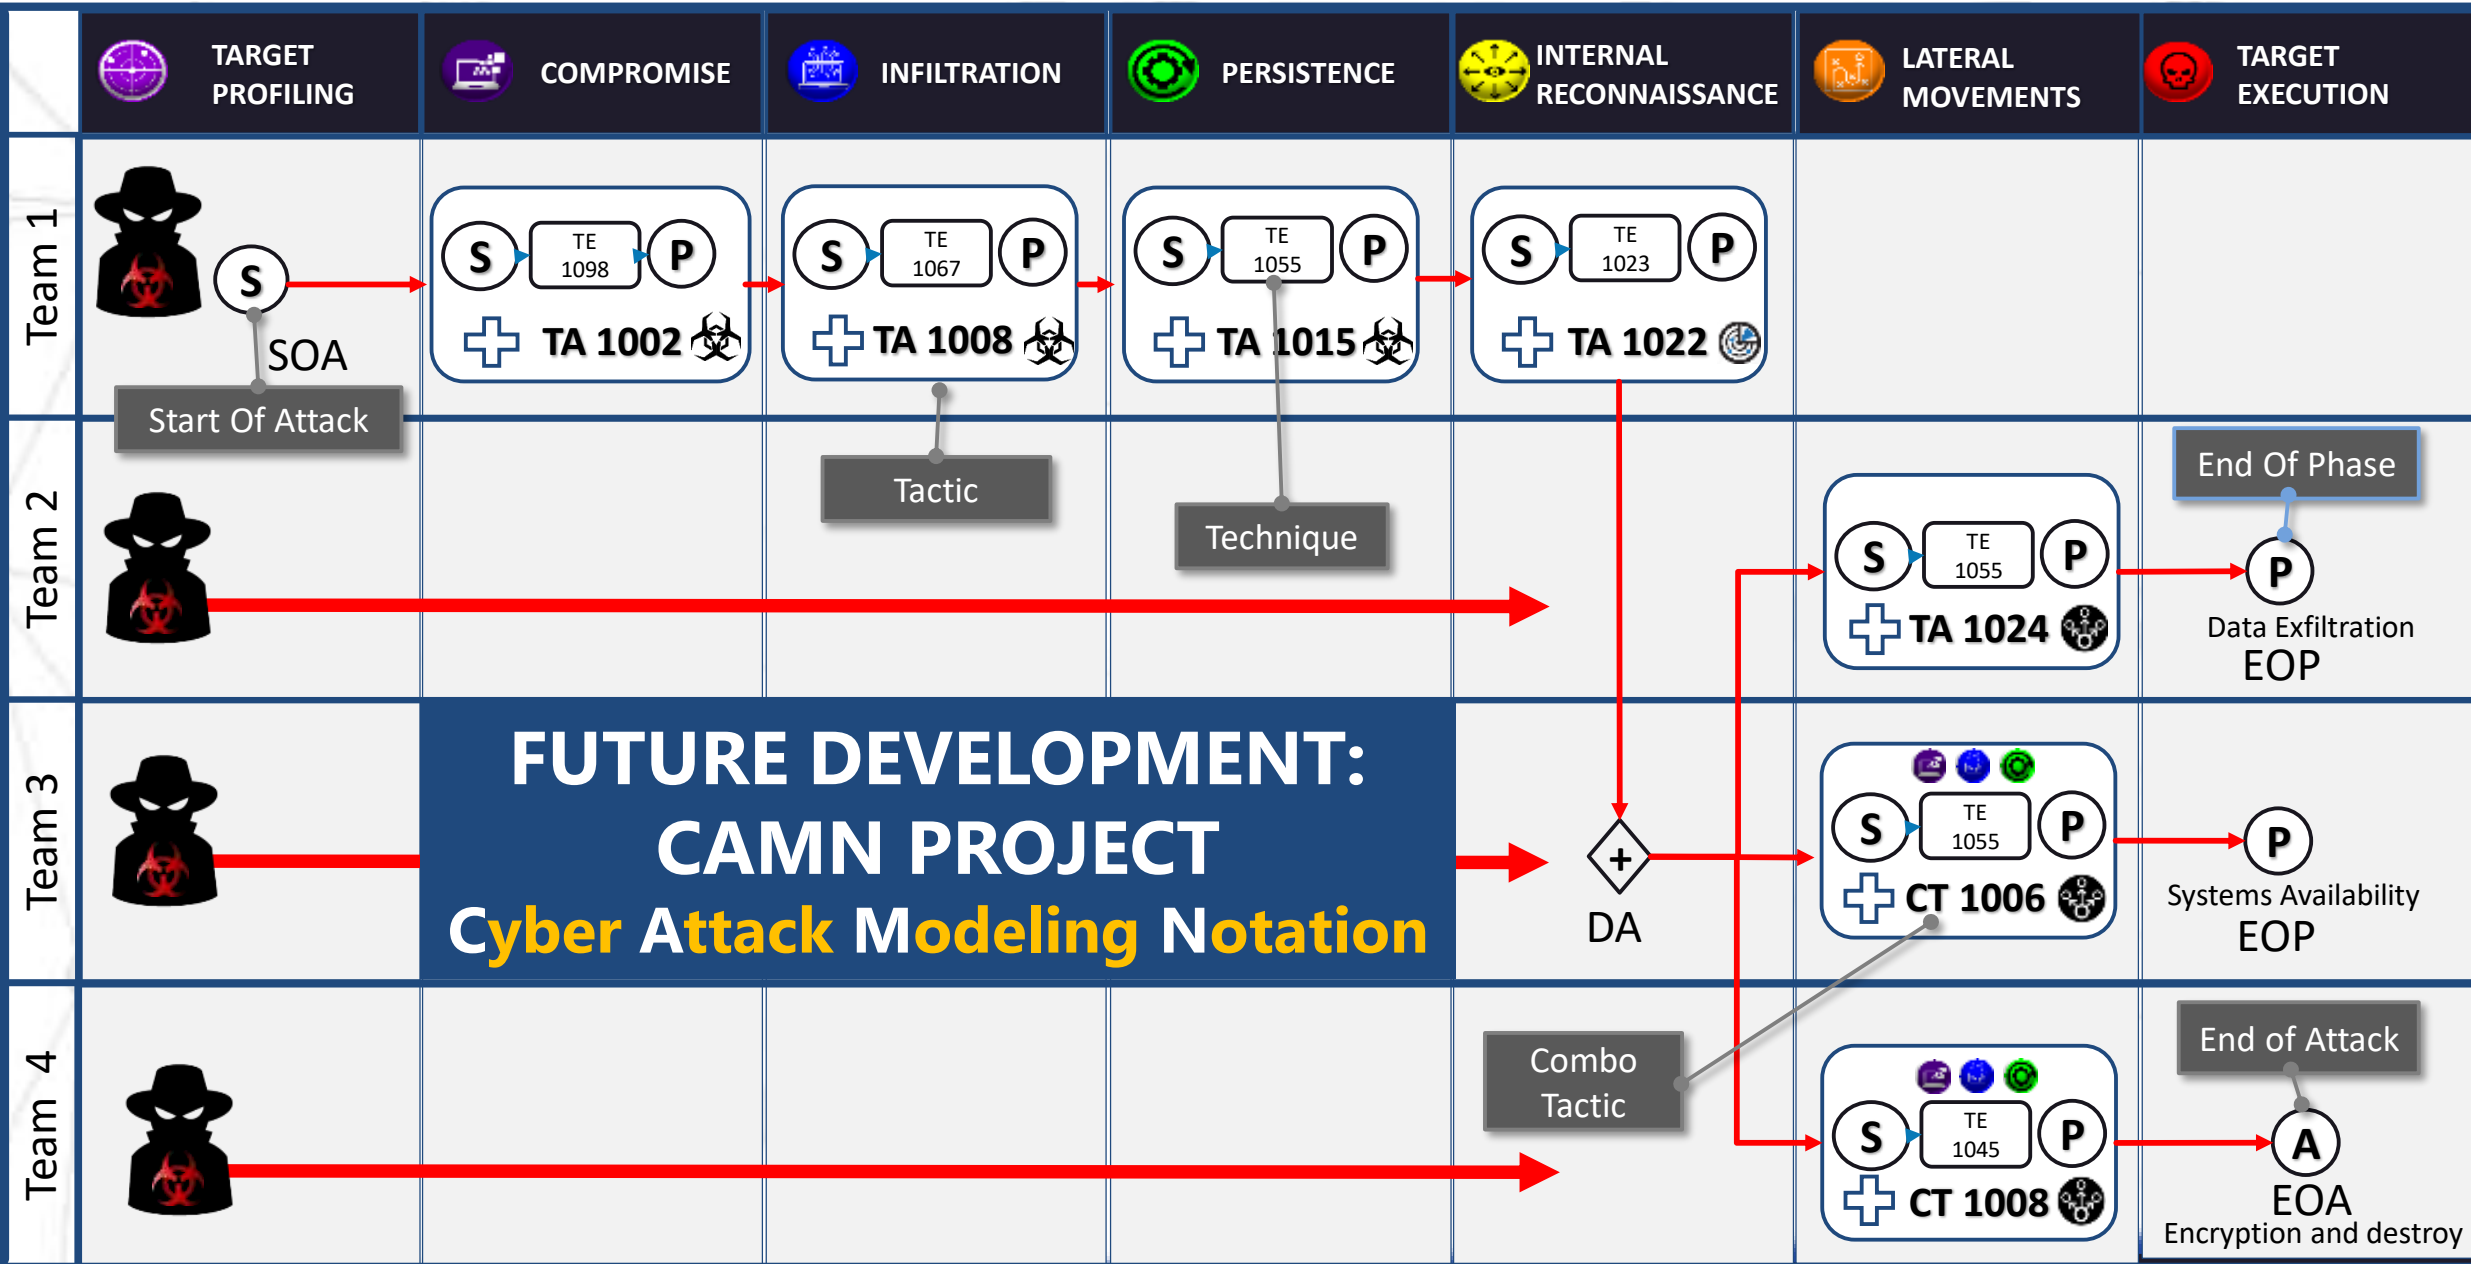 TARGET
PROFILING
COMPROMISE
INFILTRATION
PERSISTENCE
INTERNAL
RECONNAISSANCE
LATERAL
MOVEMENTS
TARGET
EXECUTION
Team 1
S
SOA
Start Of Attack
S
TE
1098
P
TA 1002
S
TE
1067
P
TA 1008
Tactic
S
TE
1055
P
TA 1015
Technique
S
TE
1023
P
TA 1022
Team 2
S
TE
1055
P
TA 1024
End Of Phase
P
Data Exfiltration
EOP
Team 3
FUTURE DEVELOPMENT:
CAMN PROJECT
Cyber Attack Modeling Notation
+
DA
S
TE
1055
P
CT 1006
P
Systems Availability
EOP
Team 4
Combo
Tactic
S
TE
1045
P
CT 1008
End of Attack
A
EOA
Encryption and destroy